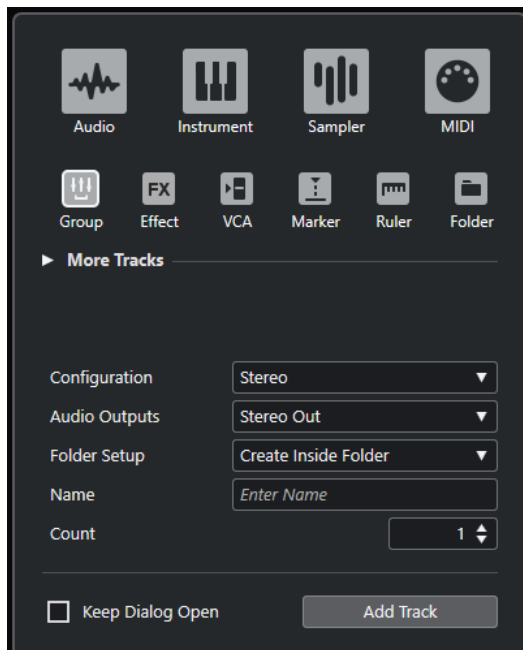 Audio Instrument Sampler MIDI
FX
Group Effect VCA Marker Ruler Folder
More Tracks
Configuration Stereo
Audio Outputs Stereo Out
Folder Setup Create Inside Folder
Name Enter Name
Count 1
Keep Dialog Open Add Track